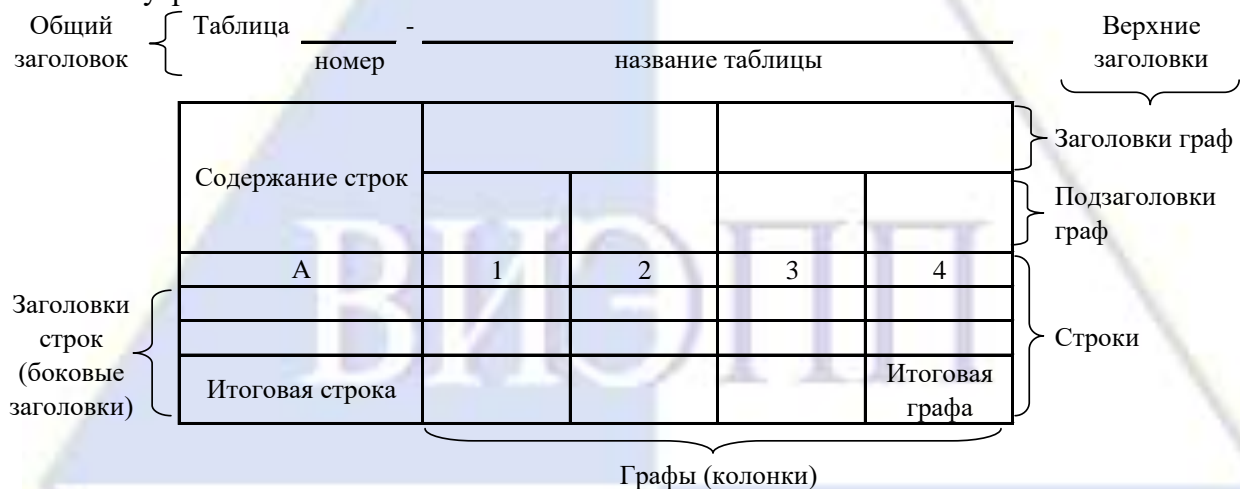 Общий
заголовок
Таблица -
номер
название таблицы
Верхние
заголовки
Содержание строк
Заголовки граф
Подзаголовки
граф
А 1 2 3 4
Заголовки
строк
(боковые
заголовки)
Строки
Итоговая строка
Итоговая
графа
Графы (колонки)
ВИЭПП